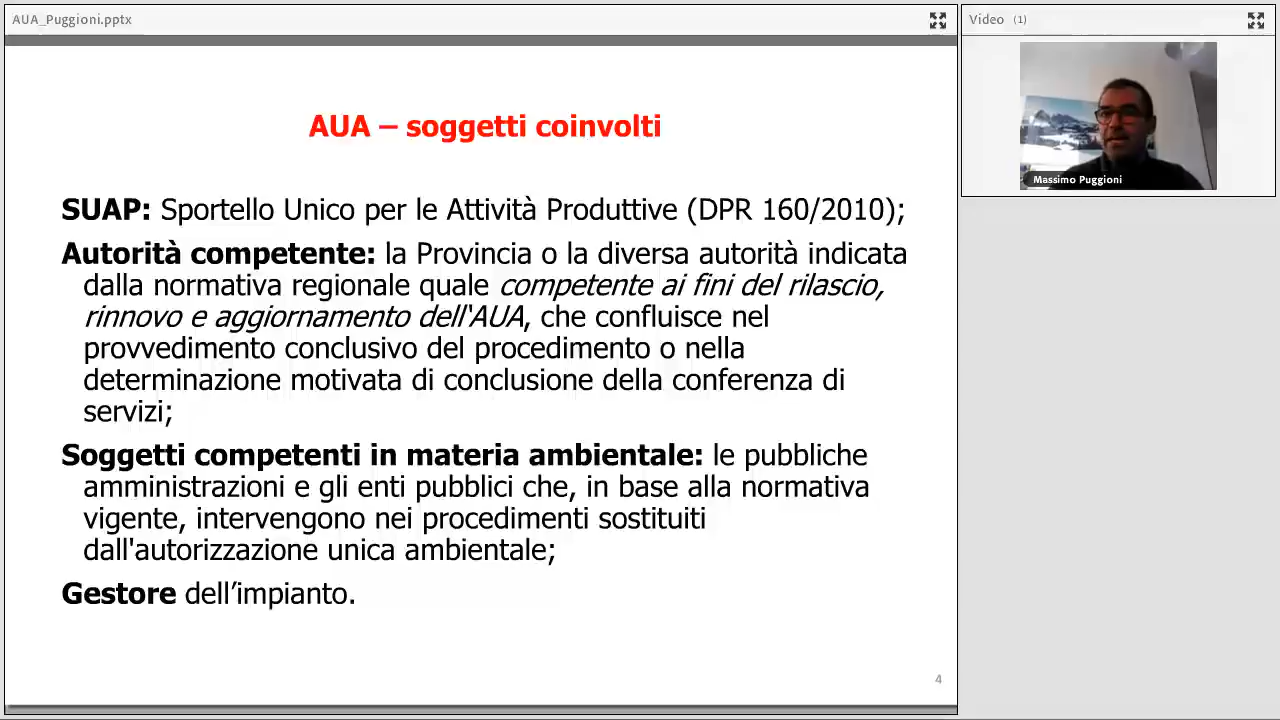 AUA_Puggioni.pptx
Video (1)
AUA – soggetti coinvolti
SUAP: Sportello Unico per le Attività Produttive (DPR 160/2010);
Autorità competente: la Provincia o la diversa autorità indicata
dalla normativa regionale quale competente ai fini del rilascio,
rinnovo e aggiornamento dell'AUA, che confluisce nel
provvedimento conclusivo del procedimento o nella
determinazione motivata di conclusione della conferenza di
servizi;
Soggetti competenti in materia ambientale: le pubbliche
amministrazioni e gli enti pubblici che, in base alla normativa
vigente, intervengono nei procedimenti sostituiti
dall'autorizzazione unica ambientale;
Gestore dell’impianto.
4
Massimo Puggioni